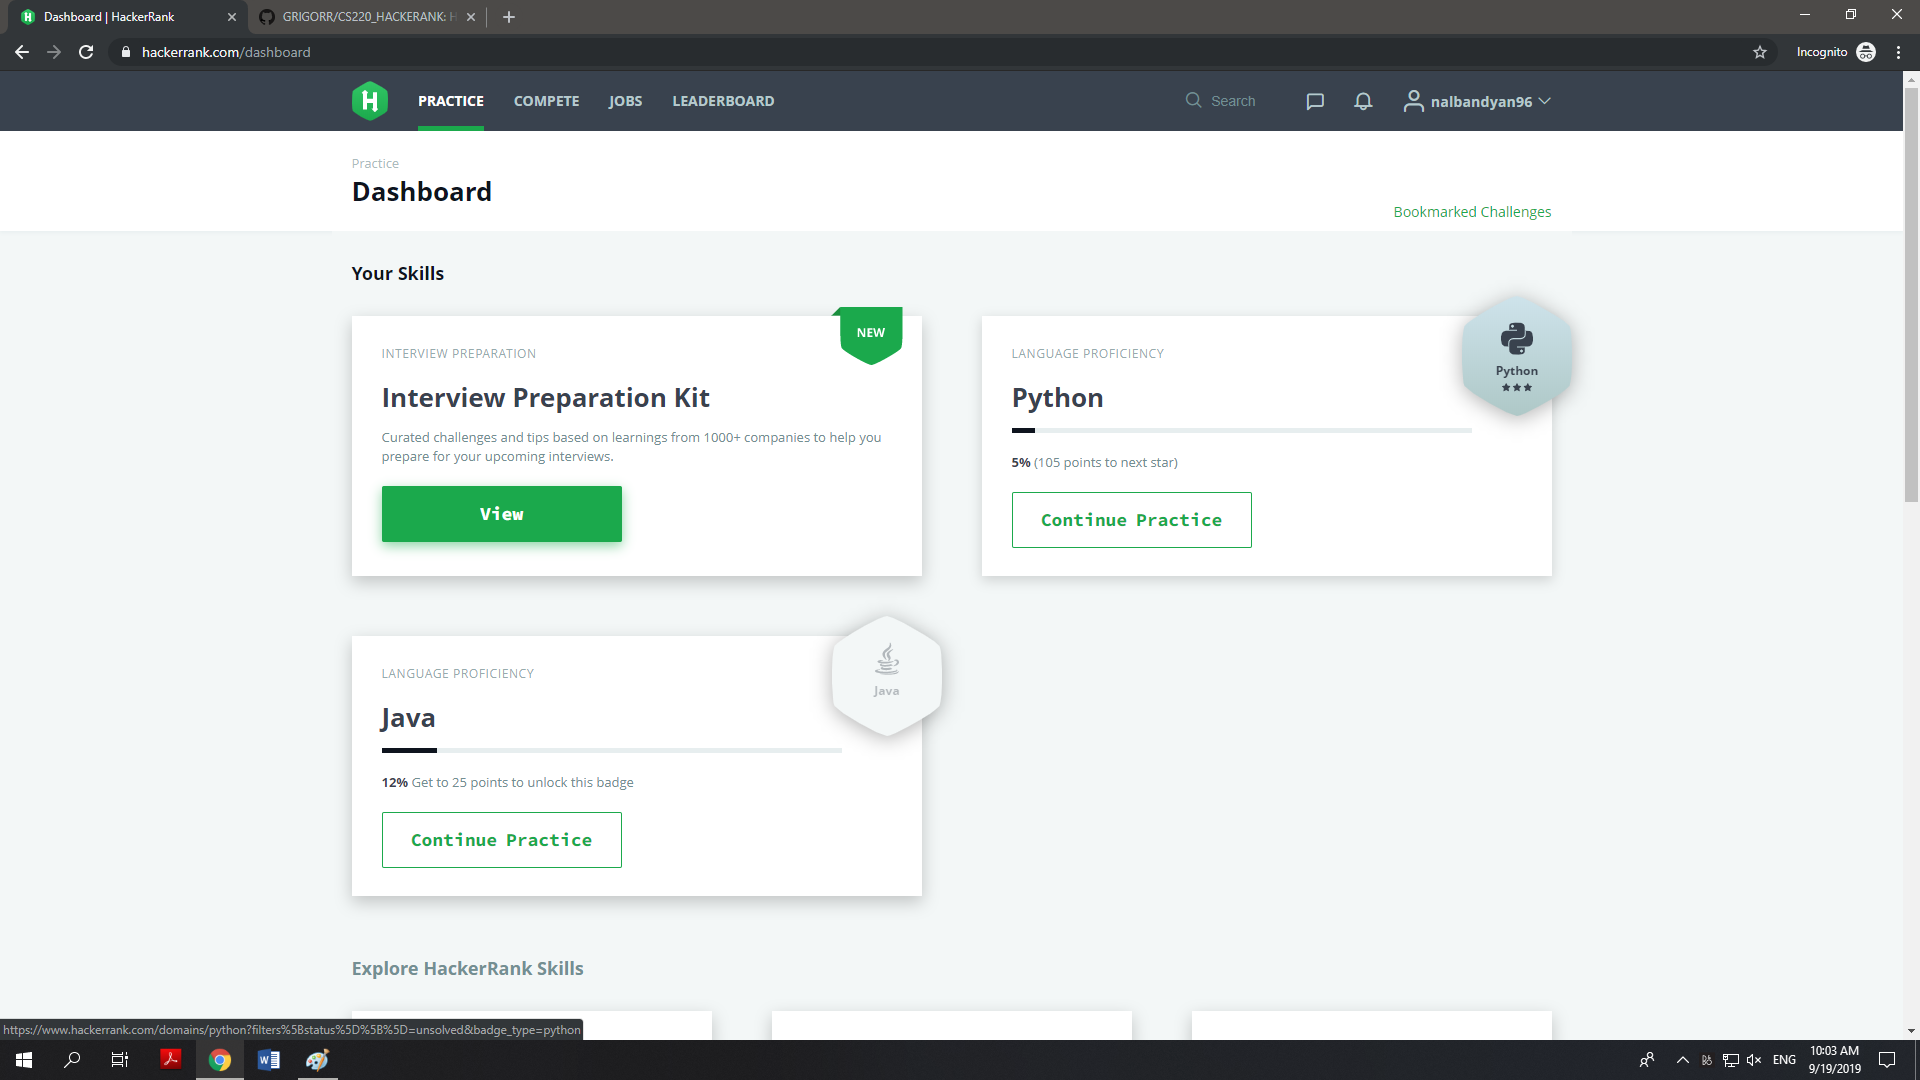 Dashboard | HackerRank
GRIGORR/CS220_HACKERANK: H
hackerrank.com/dashboard
Incognito
H
PRACTICE
COMPETE
JOBS
LEADERBOARD
Search
nalbandyan96
Practice
Dashboard
Bookmarked Challenges
Your Skills
NEW
INTERVIEW PREPARATION
Interview Preparation Kit
Curated challenges and tips based on learnings from 1000+ companies to help you
prepare for your upcoming interviews.
View
Python
LANGUAGE PROFICIENCY
Python
5% (105 points to next star)
Continue Practice
Java
LANGUAGE PROFICIENCY
Java
12% Get to 25 points to unlock this badge
Continue Practice
Explore HackerRank Skills
https://www.hackerrank.com/domains/python?filters%5Bstatus%5D%5B%5D=unsolved&badge_type=python
ENG
10:03 AM
9/19/2019